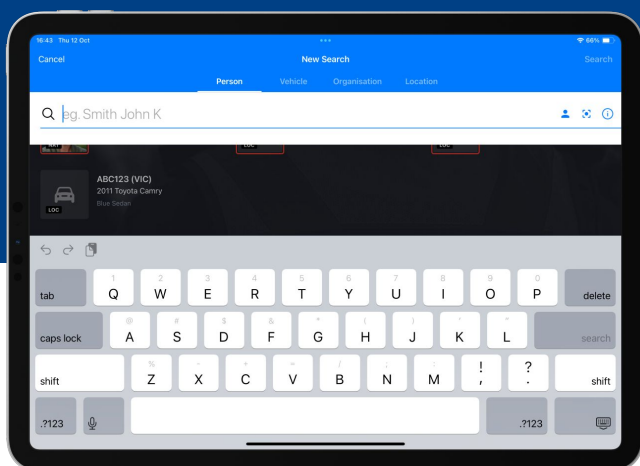 16:43 Thu 12 Oct
66%
Cancel
New Search
Search
Person Vehicle Organisation Location
eg. Smith John K
LOC
LOC
ABC123 (VIC)
2011 Toyota Camry
Blue Sedan
LOC
1 2 3 4 5 6 7 8 9 0
tab Q W E R T Y U I O P delete
@ # $ & * ( ) ' "
caps lock A S D F G H J K L search
% - + = / ; : ! ?
shift Z X C V B N M , . shift
.?123 .?123